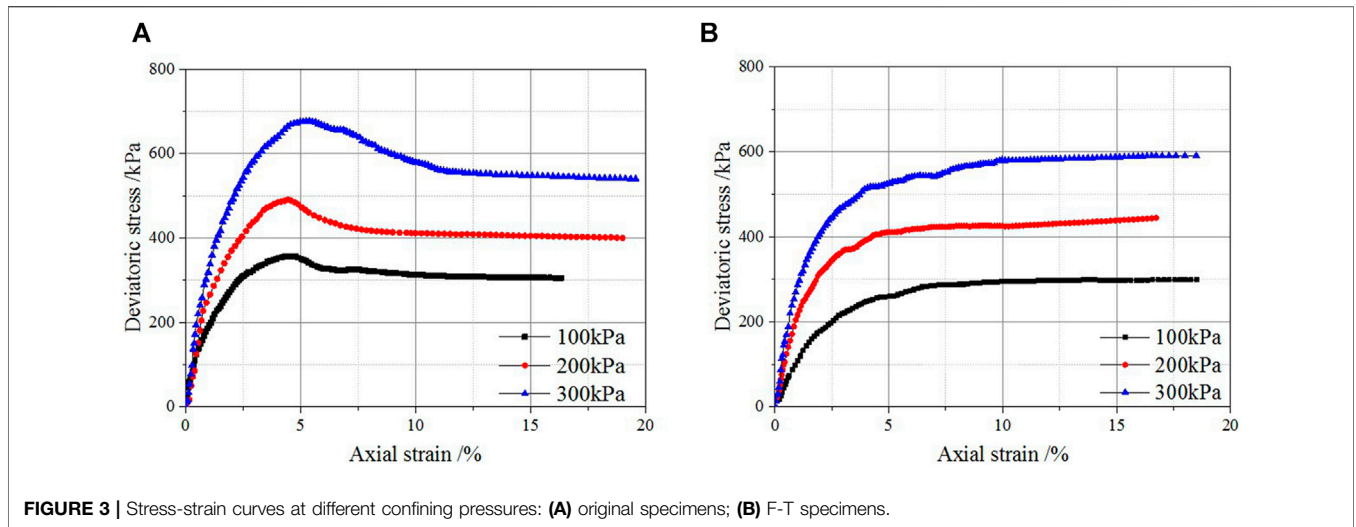 A
800
600
400
200
0
Deviatoric stress /kPa
100kPa
200kPa
300kPa
0
5
10
15
20
Axial strain /%
B
800
600
400
200
0
Deviatoric stress /kPa
100kPa
200kPa
300kPa
0
5
10
15
20
Axial strain /%
FIGURE 3 | Stress-strain curves at different confining pressures: (A) original specimens; (B) F-T specimens.